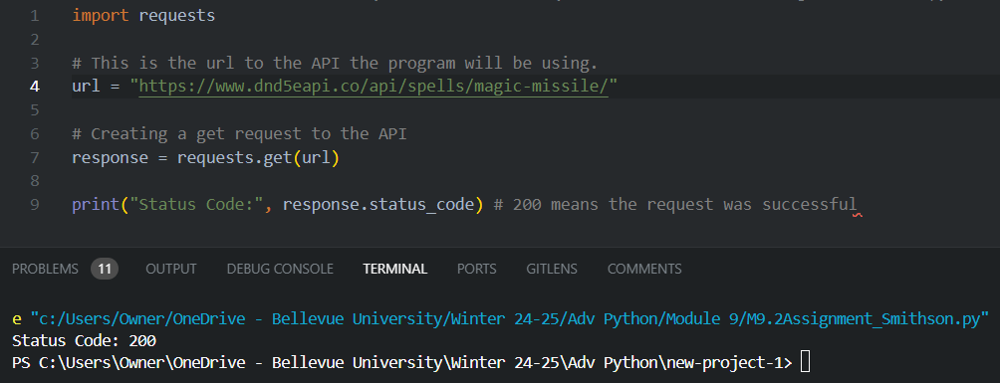 1 import requests
2
3 # This is the url to the API the program will be using.
4 url = "https://www.dnd5eapi.co/api/spells/magic-missile/"
5
6 # Creating a get request to the API
7 response = requests.get(url)
8
9 print("Status Code:", response.status_code) # 200 means the request was successful
PROBLEMS 11 OUTPUT DEBUG CONSOLE TERMINAL PORTS GITLENS COMMENTS
e "c:/Users/Owner/OneDrive - Bellevue University/Winter 24-25/Adv Python/Module 9/M9.2Assignment_Smithson.py"
Status Code: 200
PS C:\Users\Owner\OneDrive - Bellevue University\Winter 24-25\Adv Python\new-project-1>